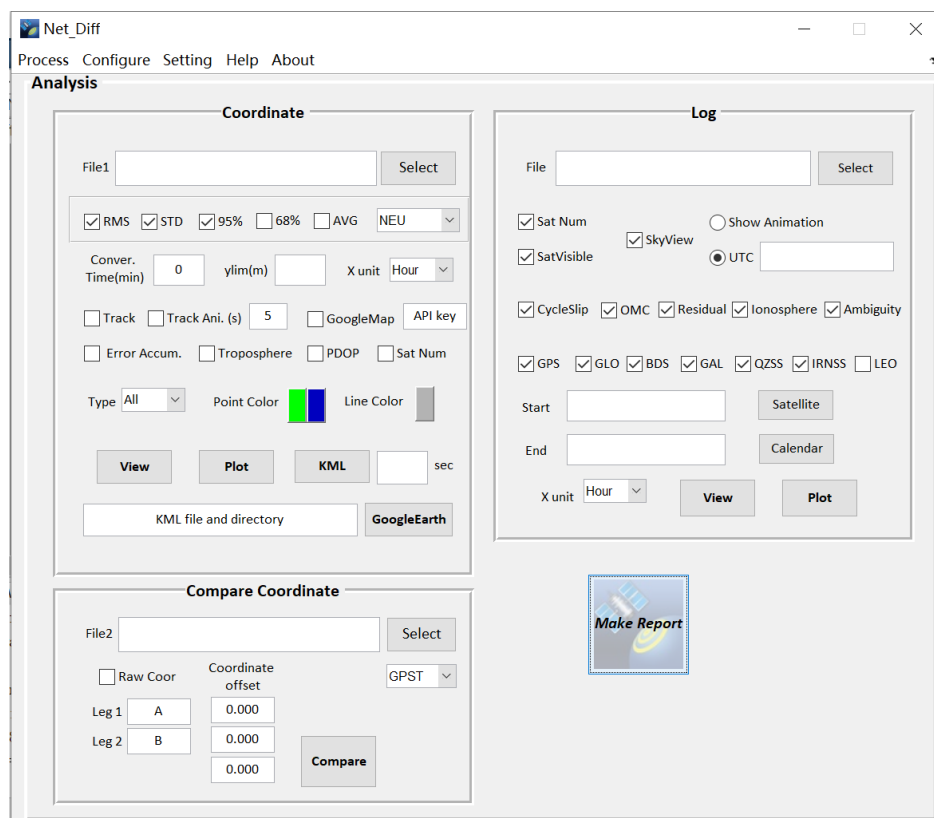 Net_Diff
Process Configure Setting Help About
Analysis
Coordinate
File1 Select
RMS STD 95% 68% AVG NEU
Conver.
Time(min) 0 ylim(m) X unit Hour
Track Track Ani. (s) 5 GoogleMap API key
Error Accum. Troposphere PDOP Sat Num
Type All Point Color Line Color
View Plot KML sec
KML file and directory GoogleEarth
Compare Coordinate
File2 Select
Raw Coor Coordinate
offset GPST
Leg 1 A 0.000
Leg 2 B 0.000
0.000 Compare
Log
File Select
Sat Num SkyView Show Animation
SatVisible UTC
CycleSlip OMC Residual Ionosphere Ambiguity
GPS GLO BDS GAL QZSS IRNSS LEO
Start Satellite
End Calendar
X unit Hour View Plot
Make Report